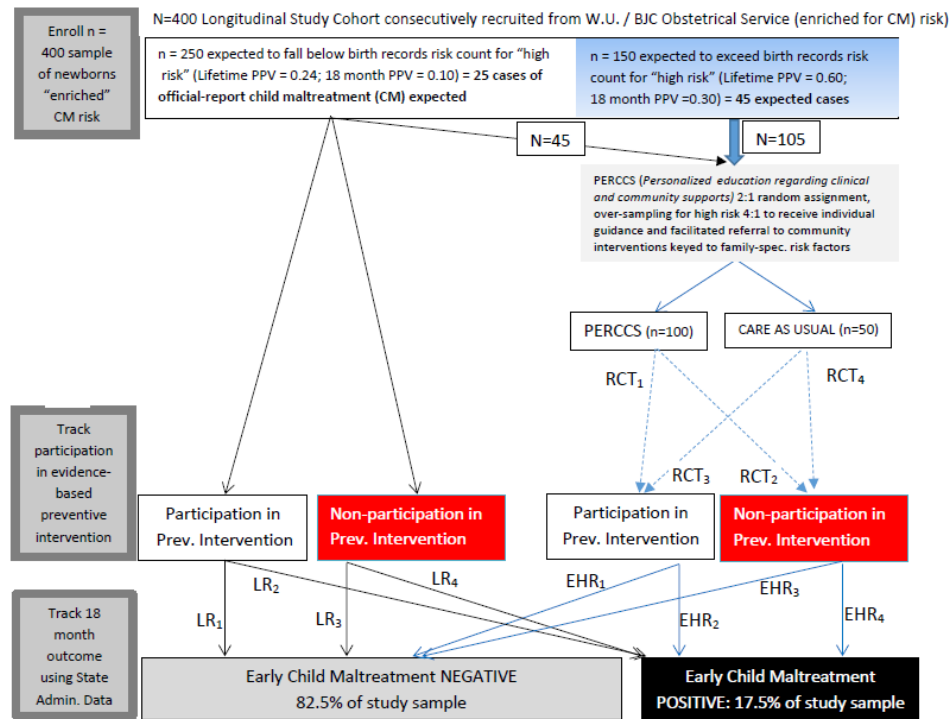 N=400 Longitudinal Study Cohort consecutively recruited from W.U. / BJC Obstetrical Service (enriched for CM) risk)
Enroll n =
400 sample
of newborns
“enriched”
CM risk
n = 250 expected to fall below birth records risk count for “high
risk” (Lifetime PPV = 0.24; 18 month PPV = 0.10) = 25 cases of
official-report child maltreatment (CM) expected
n = 150 expected to exceed birth records risk
count for “high risk” (Lifetime PPV = 0.60;
18 month PPV =0.30) = 45 expected cases
N=45
N=105
PERCCS (Personalized education regarding clinical
and community supports) 2:1 random assignment,
over-sampling for high risk 4:1 to receive individual
guidance and facilitated referral to community
interventions keyed to family-spec. risk factors
PERCCS (n=100)
CARE AS USUAL (n=50)
RCT1
RCT4
RCT3
RCT2
Track
participation
in evidence-
based
preventive
intervention
Participation in
Prev. Intervention
Non-participation in
Prev. Intervention
Participation in
Prev. Intervention
Non-participation in
Prev. Intervention
LR1
LR2
LR3
LR4
EHR1
EHR2
EHR3
EHR4
Track 18
month
outcome
using State
Admin. Data
Early Child Maltreatment NEGATIVE
82.5% of study sample
Early Child Maltreatment
POSITIVE: 17.5% of study sample